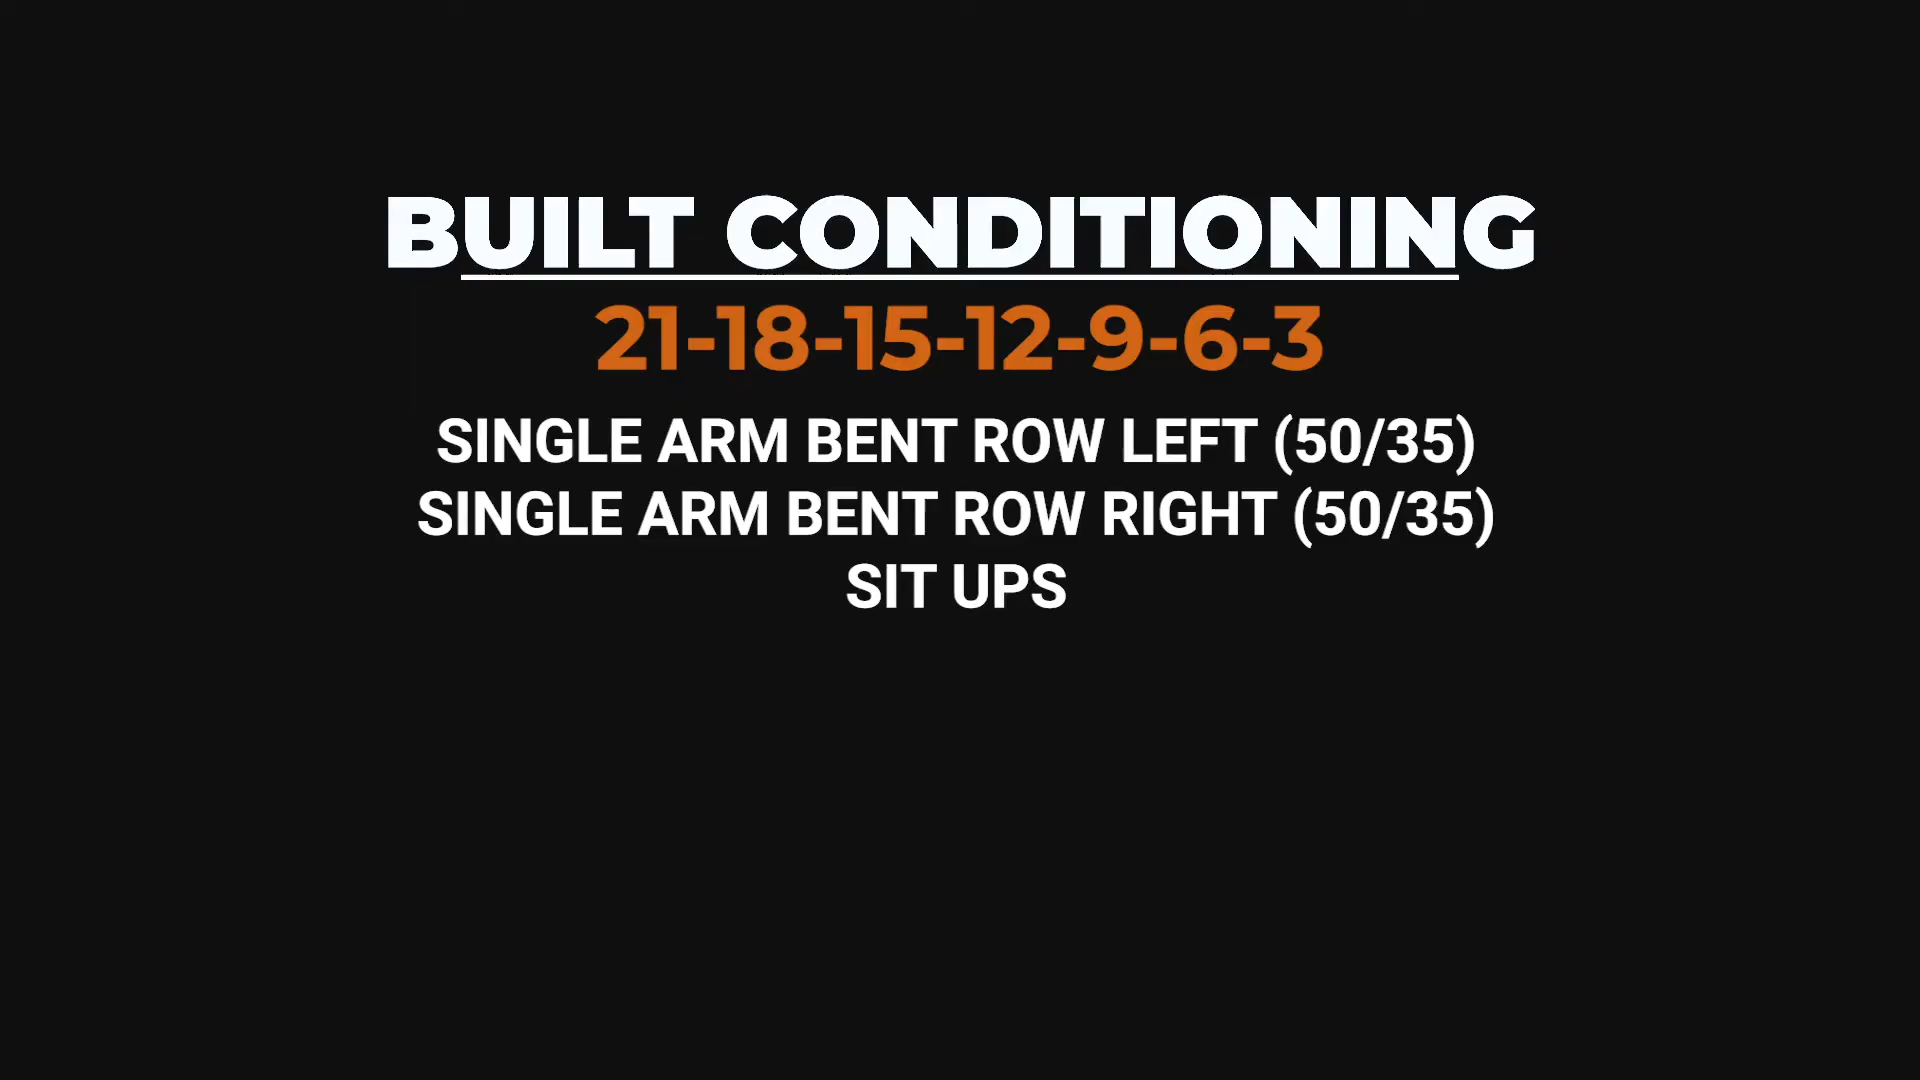 BUILT CONDITIONING
21-18-15-12-9-6-3
SINGLE ARM BENT ROW LEFT (50/35)
SINGLE ARM BENT ROW RIGHT (50/35)
SIT UPS